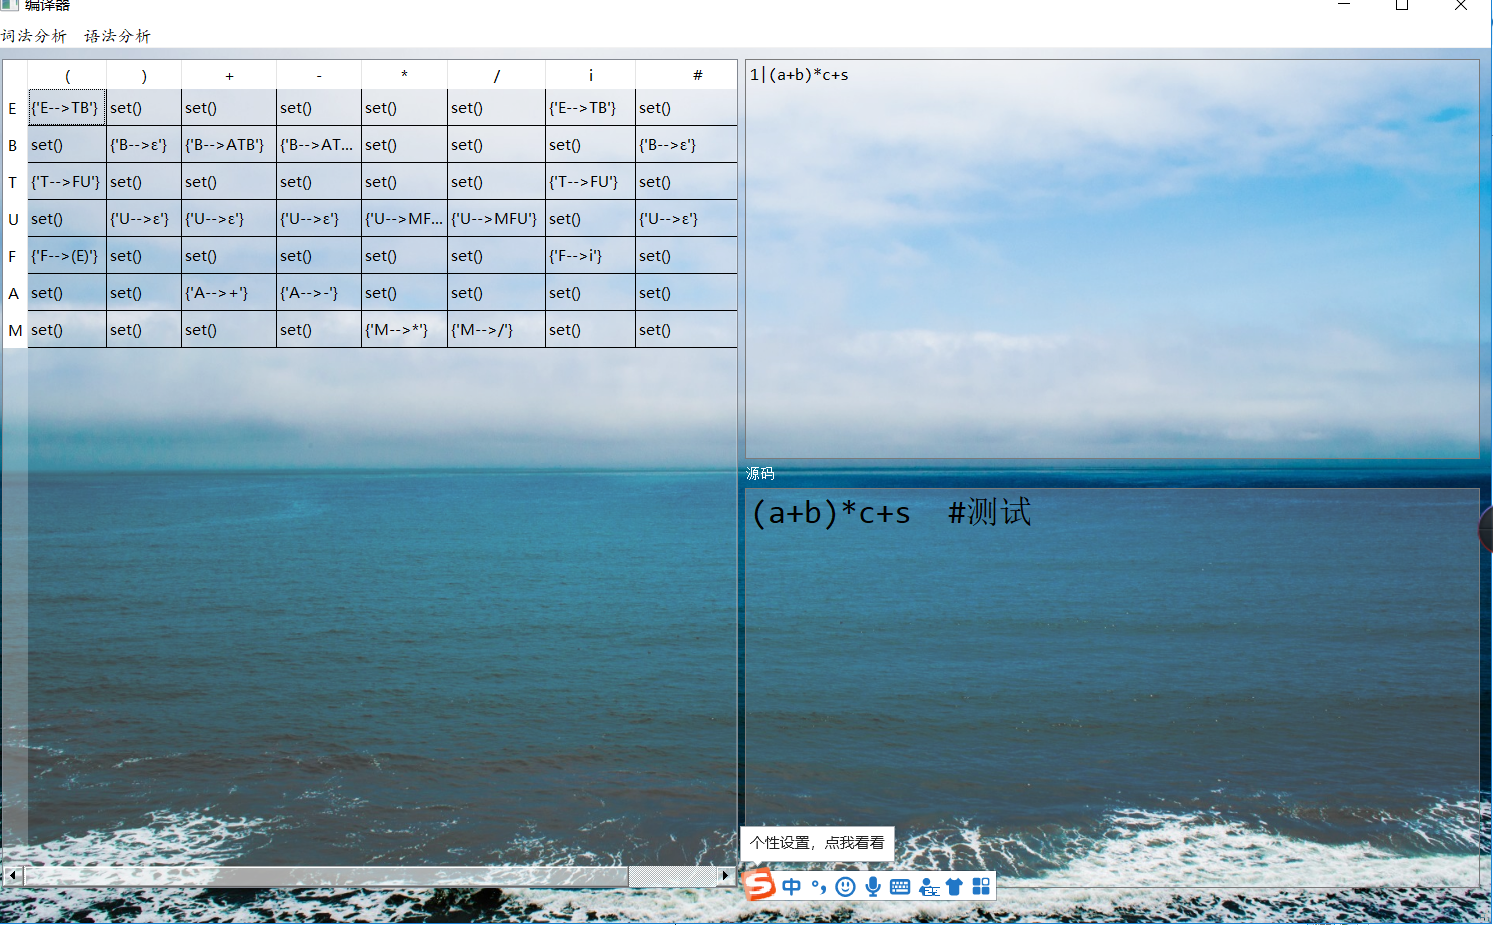 编译器
词法分析 语法分析
( ) + - * / i #
E {'E-->TB'} set() set() set() set() set() {'E-->TB'} set()
B set() {'B-->ε'} {'B-->ATB'} {'B-->AT... set() set() set() {'B-->ε'}
T {'T-->FU'} set() set() set() set() set() {'T-->FU'} set()
U set() {'U-->ε'} {'U-->ε'} {'U-->ε'} {'U-->MF... {'U-->MFU'} set() {'U-->ε'}
F {'F-->(E)'} set() set() set() set() set() {'F-->i'} set()
A set() set() {'A-->+'} {'A-->-'} set() set() set() set()
M set() set() set() set() {'M-->*'} {'M-->/'} set() set()
1|(a+b)*c+s
源码
(a+b)*c+s #测试
个性设置，点我看看
S 中